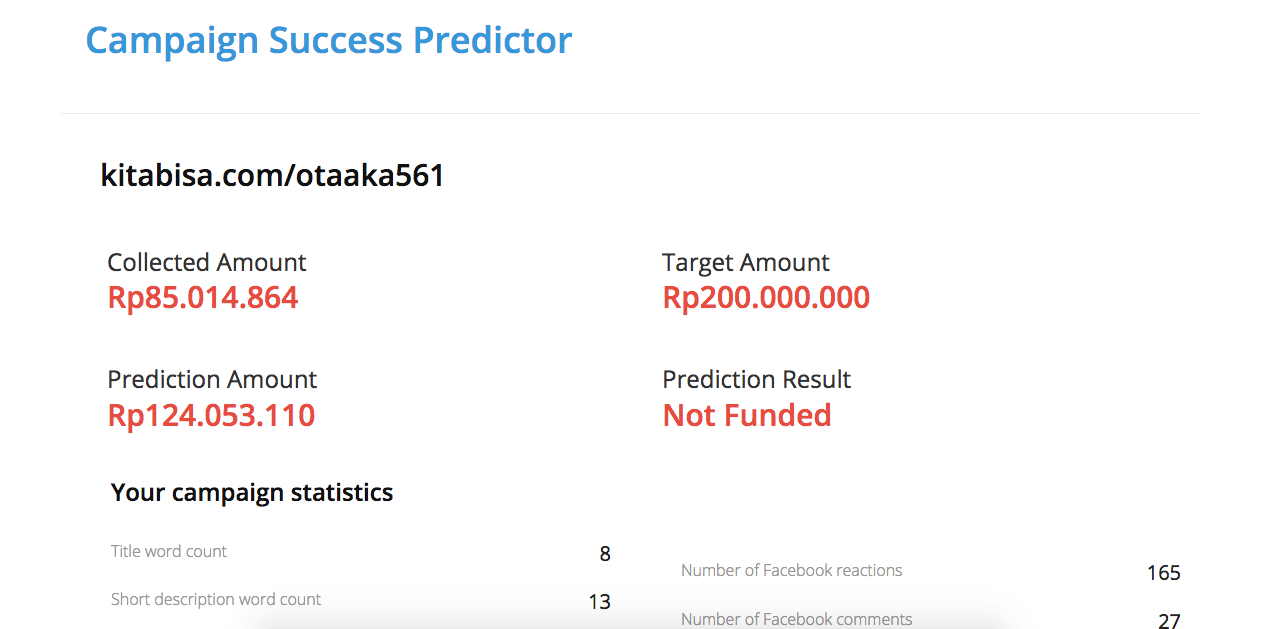 Campaign Success Predictor
kitabisa.com/otaaka561
Collected Amount
Rp85.014.864
Target Amount
Rp200.000.000
Prediction Amount
Rp124.053.110
Prediction Result
Not Funded
Your campaign statistics
Title word count 8
Short description word count 13
Number of Facebook reactions 165
Number of Facebook comments 27